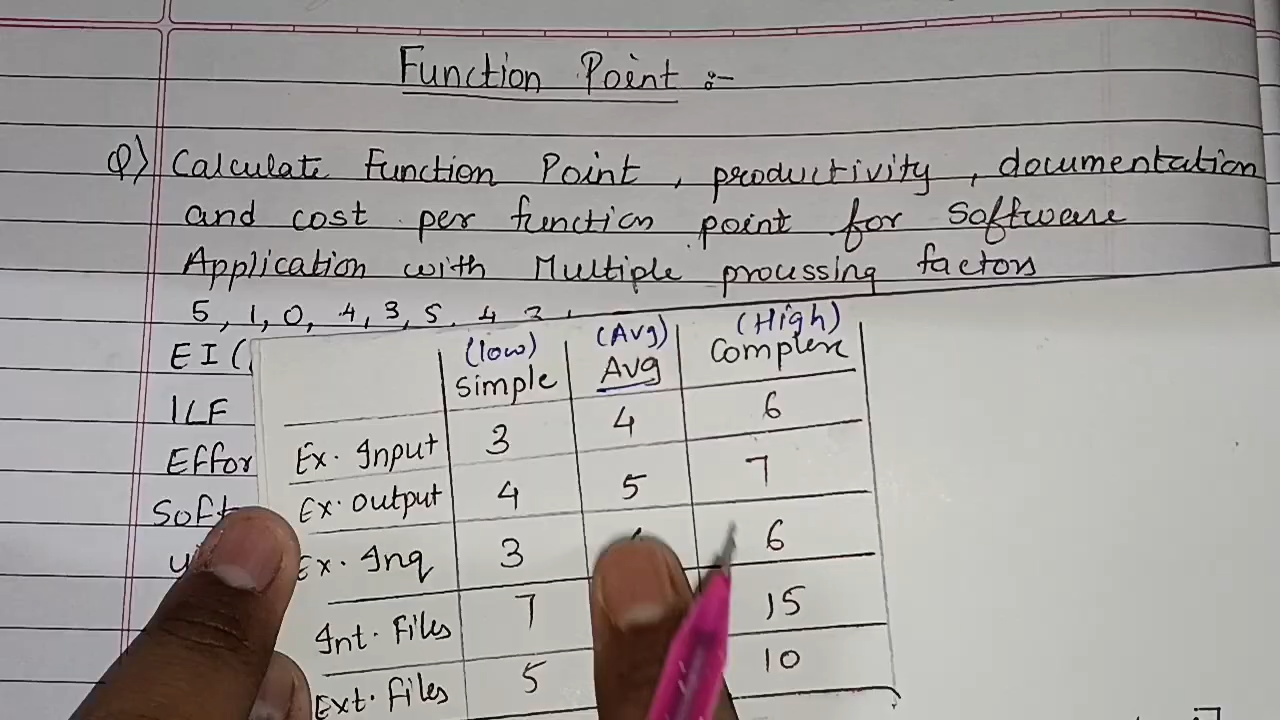 Function Point :-
Q) Calculate Function Point , productivity , documentation
and cost per function point for Software
Application with Multiple processing factors
5 , 1 , 0 , 4 , 3 , 5 , 4
EI (
ILF
Effor
Soft
(low) (Avg) (High)
Simple Avg Complex
Ex. Input 3 4 6
Ex. Output 4 5 7
Ex. Inq 3 6
Int. Files 7 15
Ext. Files 5 10